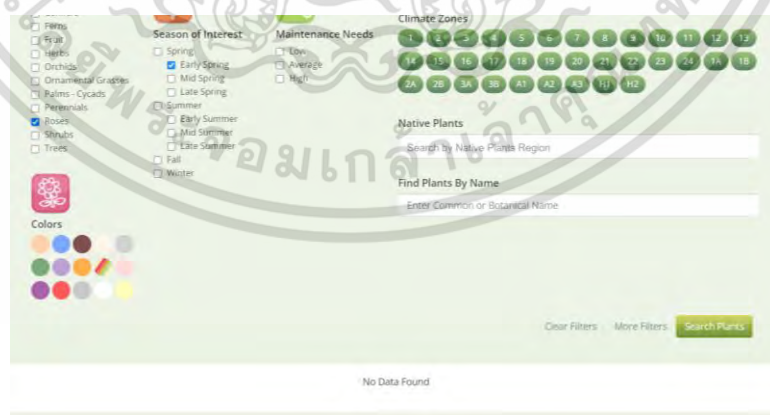 Ferns
Fruit
Herbs
Orchids
Ornamental Grasses
Palms - Cycads
Perennials
Roses
Shrubs
Trees
Colors
Season of Interest
Spring
Early Spring
Mid Spring
Late Spring
Summer
Early Summer
Mid Summer
Late Summer
Fall
Winter
Maintenance Needs
Low
Average
High
Climate Zones
1 2 3 4 5 6 7 8 9 10 11 12 13
14 15 16 17 18 19 20 21 22 23 24 1A 1B
2A 2B 3A 3B A1 A2 A3 H1 H2
Native Plants
Search by Native Plants Region
Find Plants By Name
Enter Common or Botanical Name
Clear Filters More Filters Search Plants
No Data Found